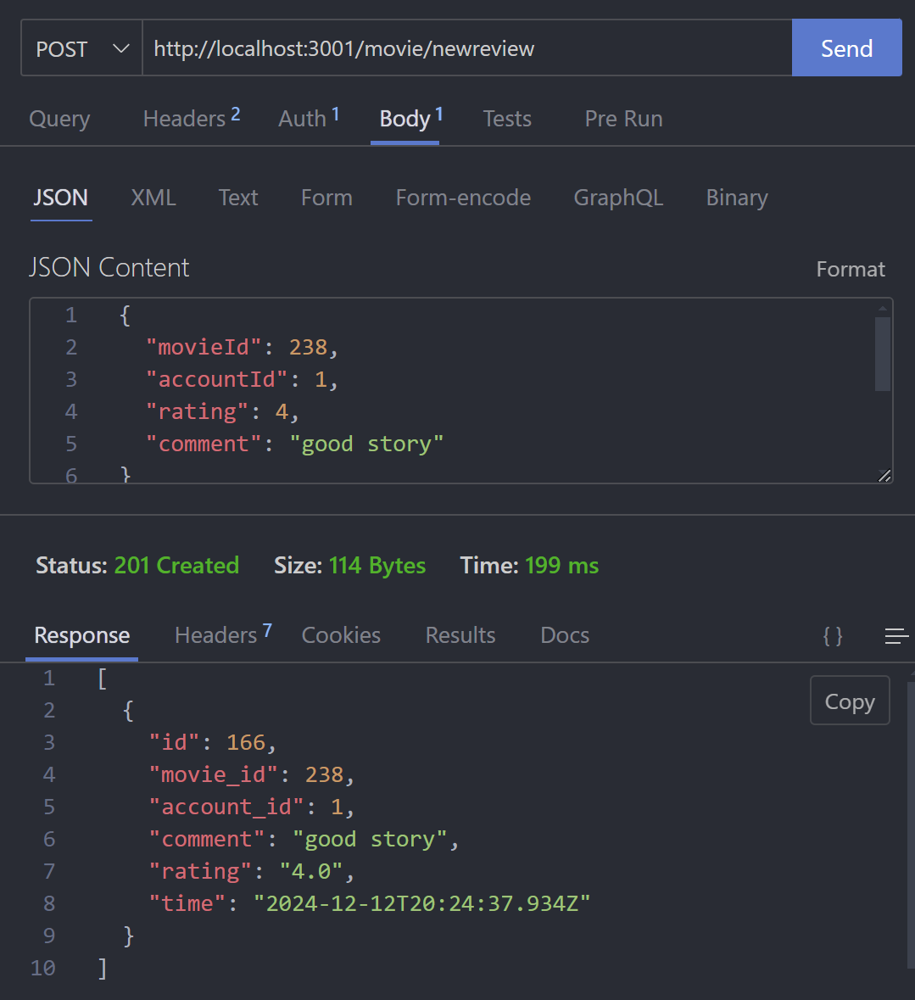 POST http://localhost:3001/movie/newreview Send
Query Headers 2 Auth 1 Body 1 Tests Pre Run
JSON XML Text Form Form-encode GraphQL Binary
JSON Content Format
1 {
2 "movieId": 238,
3 "accountId": 1,
4 "rating": 4,
5 "comment": "good story"
6 }
Status: 201 Created Size: 114 Bytes Time: 199 ms
Response Headers 7 Cookies Results Docs { }
1 [
Copy
2 {
3 "id": 166,
4 "movie_id": 238,
5 "account_id": 1,
6 "comment": "good story",
7 "rating": "4.0",
8 "time": "2024-12-12T20:24:37.934Z"
9 }
10 ]